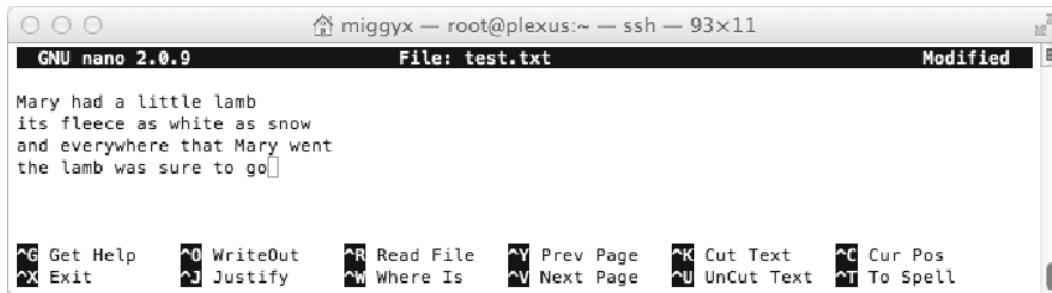 miggyx — root@plexus:~ — ssh — 93×11
GNU nano 2.0.9 File: test.txt Modified
Mary had a little lamb
its fleece as white as snow
and everywhere that Mary went
the lamb was sure to go
^G Get Help ^O WriteOut ^R Read File ^Y Prev Page ^K Cut Text ^C Cur Pos
^X Exit ^J Justify ^W Where Is ^V Next Page ^U UnCut Text ^T To Spell